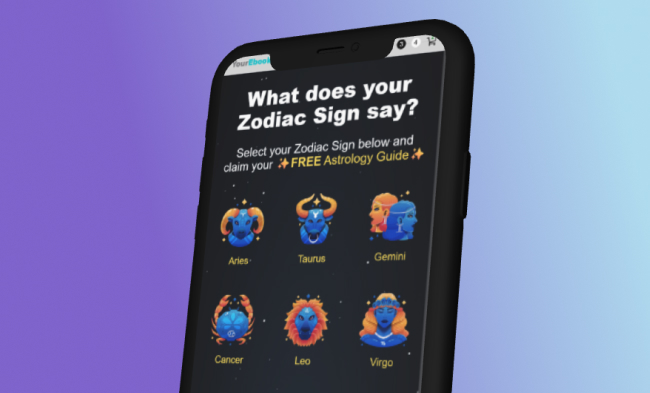 YourEbook
3 4
What does your
Zodiac Sign say?
Select your Zodiac Sign below and
claim your ✨FREE Astrology Guide✨
Aries
Taurus
Gemini
Cancer
Leo
Virgo